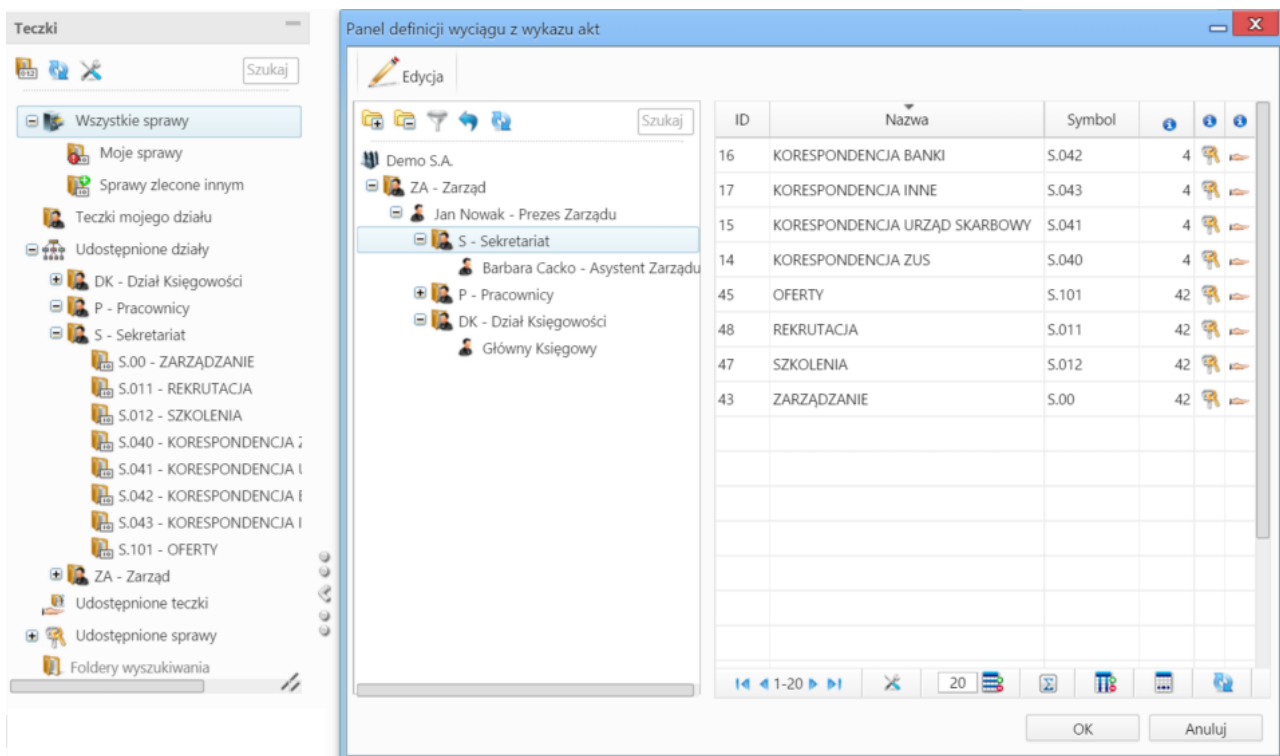 Teczki
Szukaj
Wszystkie sprawy
Moje sprawy
Sprawy zlecone innym
Teczki mojego działu
Udostępnione działy
DK - Dział Księgowości
P - Pracownicy
S - Sekretariat
S.00 - ZARZĄDZANIE
S.011 - REKRUTACJA
S.012 - SZKOLENIA
S.040 - KORESPONDENCJA Z
S.041 - KORESPONDENCJA U
S.042 - KORESPONDENCJA B
S.043 - KORESPONDENCJA I
S.101 - OFERTY
ZA - Zarząd
Udostępnione teczki
Udostępnione sprawy
Foldery wyszukiwania
Panel definicji wyciągu z wykazu akt
Edycja
Szukaj
Demo S.A.
ZA - Zarząd
Jan Nowak - Prezes Zarządu
S - Sekretariat
Barbara Cacko - Asystent Zarządu
P - Pracownicy
DK - Dział Księgowości
Główny Księgowy
ID Nazwa Symbol
16 KORESPONDENCJA BANKI S.042 4
17 KORESPONDENCJA INNE S.043 4
15 KORESPONDENCJA URZĄD SKARBOWY S.041 4
14 KORESPONDENCJA ZUS S.040 4
45 OFERTY S.101 42
48 REKRUTACJA S.011 42
47 SZKOLENIA S.012 42
43 ZARZĄDZANIE S.00 42
1-20 20
OK Anuluj